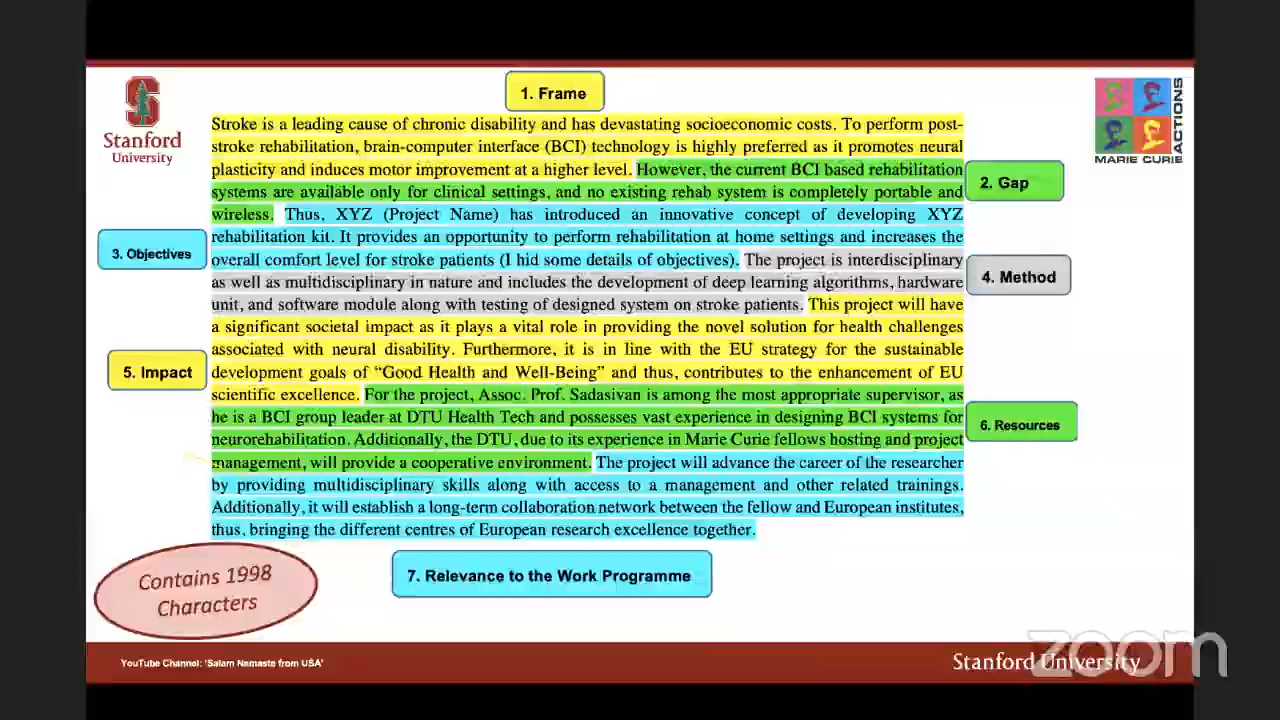 1. Frame
Stanford
University
MARIE CURIE
ACTIONS
Stroke is a leading cause of chronic disability and has devastating socioeconomic costs. To perform post-
stroke rehabilitation, brain-computer interface (BCI) technology is highly preferred as it promotes neural
plasticity and induces motor improvement at a higher level. However, the current BCI based rehabilitation
systems are available only for clinical settings, and no existing rehab system is completely portable and
wireless. Thus, XYZ (Project Name) has introduced an innovative concept of developing XYZ
rehabilitation kit. It provides an opportunity to perform rehabilitation at home settings and increases the
overall comfort level for stroke patients (I hid some details of objectives). The project is interdisciplinary
as well as multidisciplinary in nature and includes the development of deep learning algorithms, hardware
unit, and software module along with testing of designed system on stroke patients. This project will have
a significant societal impact as it plays a vital role in providing the novel solution for health challenges
associated with neural disability. Furthermore, it is in line with the EU strategy for the sustainable
development goals of “Good Health and Well-Being” and thus, contributes to the enhancement of EU
scientific excellence. For the project, Assoc. Prof. Sadasivan is among the most appropriate supervisor, as
he is a BCI group leader at DTU Health Tech and possesses vast experience in designing BCI systems for
neurorehabilitation. Additionally, the DTU, due to its experience in Marie Curie fellows hosting and project
management, will provide a cooperative environment. The project will advance the career of the researcher
by providing multidisciplinary skills along with access to a management and other related trainings.
Additionally, it will establish a long-term collaboration network between the fellow and European institutes,
thus, bringing the different centres of European research excellence together.
2. Gap
3. Objectives
4. Method
5. Impact
6. Resources
7. Relevance to the Work Programme
Contains 1998
Characters
YouTube Channel: 'Salam Namaste from USA'
Stanford University
zoom